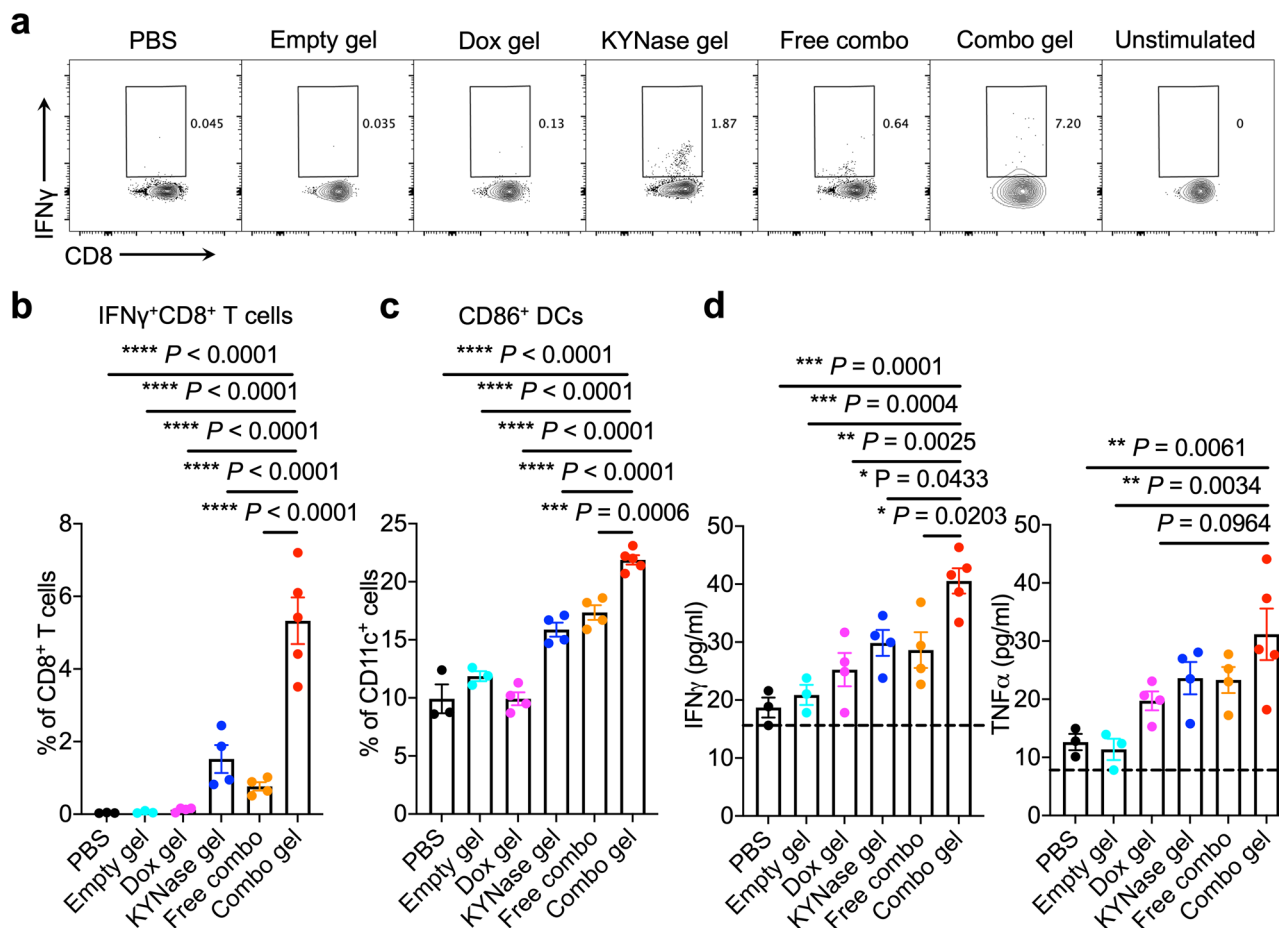 a
PBS Empty gel Dox gel KYNase gel Free combo Combo gel Unstimulated
0.045 0.035 0.13 1.87 0.64 7.20 0
IFNγ
CD8
b
IFNγ⁺CD8⁺ T cells
**** P < 0.0001
**** P < 0.0001
**** P < 0.0001
**** P < 0.0001
**** P < 0.0001
% of CD8⁺ T cells
8
6
4
2
0
PBS
Empty gel
Dox gel
KYNase gel
Free combo
Combo gel
c
CD86⁺ DCs
**** P < 0.0001
**** P < 0.0001
**** P < 0.0001
**** P < 0.0001
*** P = 0.0006
% of CD11c⁺ cells
25
20
15
10
5
0
PBS
Empty gel
Dox gel
KYNase gel
Free combo
Combo gel
d
*** P = 0.0001
*** P = 0.0004
** P = 0.0025
* P = 0.0433
* P = 0.0203
IFNγ (pg/ml)
50
40
30
20
10
0
PBS
Empty gel
Dox gel
KYNase gel
Free combo
Combo gel
** P = 0.0061
** P = 0.0034
P = 0.0964
TNFα (pg/ml)
50
40
30
20
10
0
PBS
Empty gel
Dox gel
KYNase gel
Free combo
Combo gel